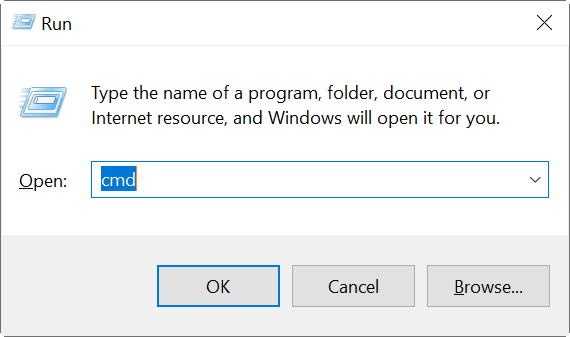 Run
Type the name of a program, folder, document, or
Internet resource, and Windows will open it for you.
Open: cmd
OK Cancel Browse...